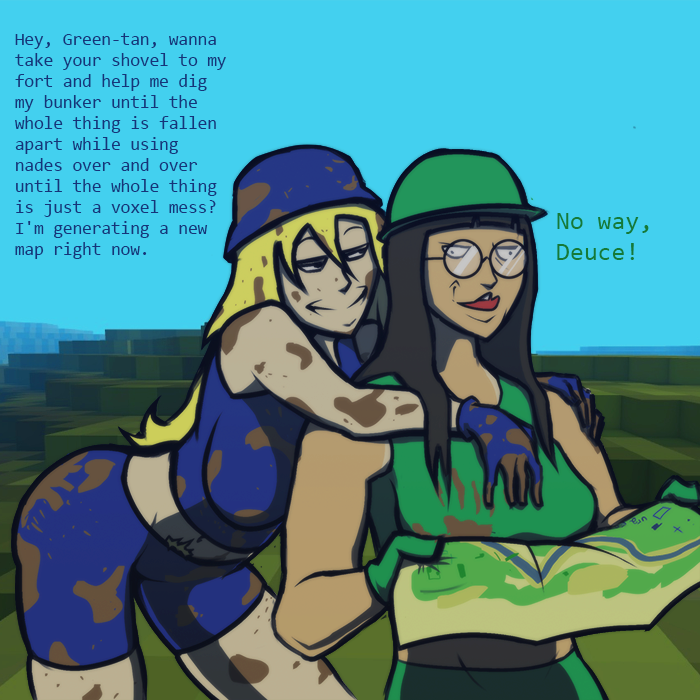 Hey, Green-tan, wanna
take your shovel to my
fort and help me dig
my bunker until the
whole thing is fallen
apart while using
nades over and over
until the whole thing
is just a voxel mess?
I'm generating a new
map right now.
No way,
Deuce!